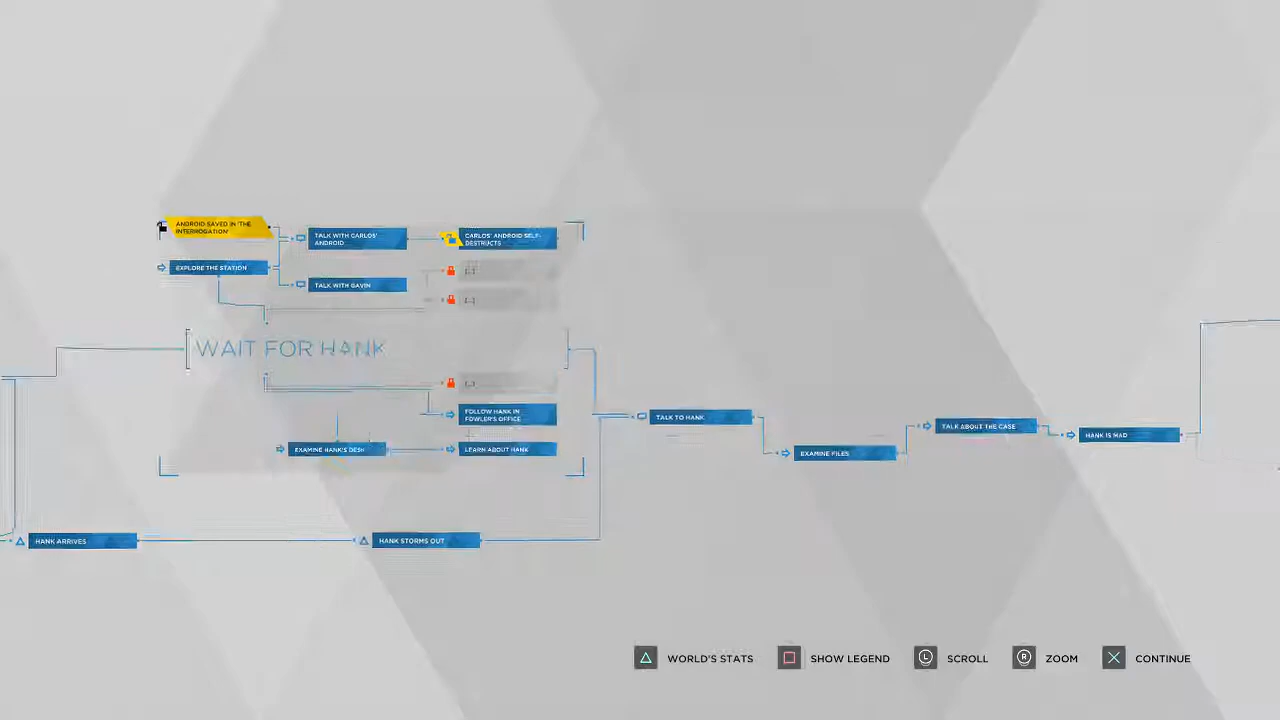 ANDROID SAVED IN 'THE
INTERROGATION'
TALK WITH CARLOS'
ANDROID
CARLOS' ANDROID SELF-
DESTRUCTS
EXPLORE THE STATION
[...]
TALK WITH GAVIN
[...]
WAIT FOR HANK
[...]
FOLLOW HANK IN
FOWLER'S OFFICE
EXAMINE HANK'S DESK
LEARN ABOUT HANK
TALK TO HANK
EXAMINE FILES
TALK ABOUT THE CASE
HANK IS MAD
HANK ARRIVES
HANK STORMS OUT
WORLD'S STATS
SHOW LEGEND
L
SCROLL
R
ZOOM
CONTINUE